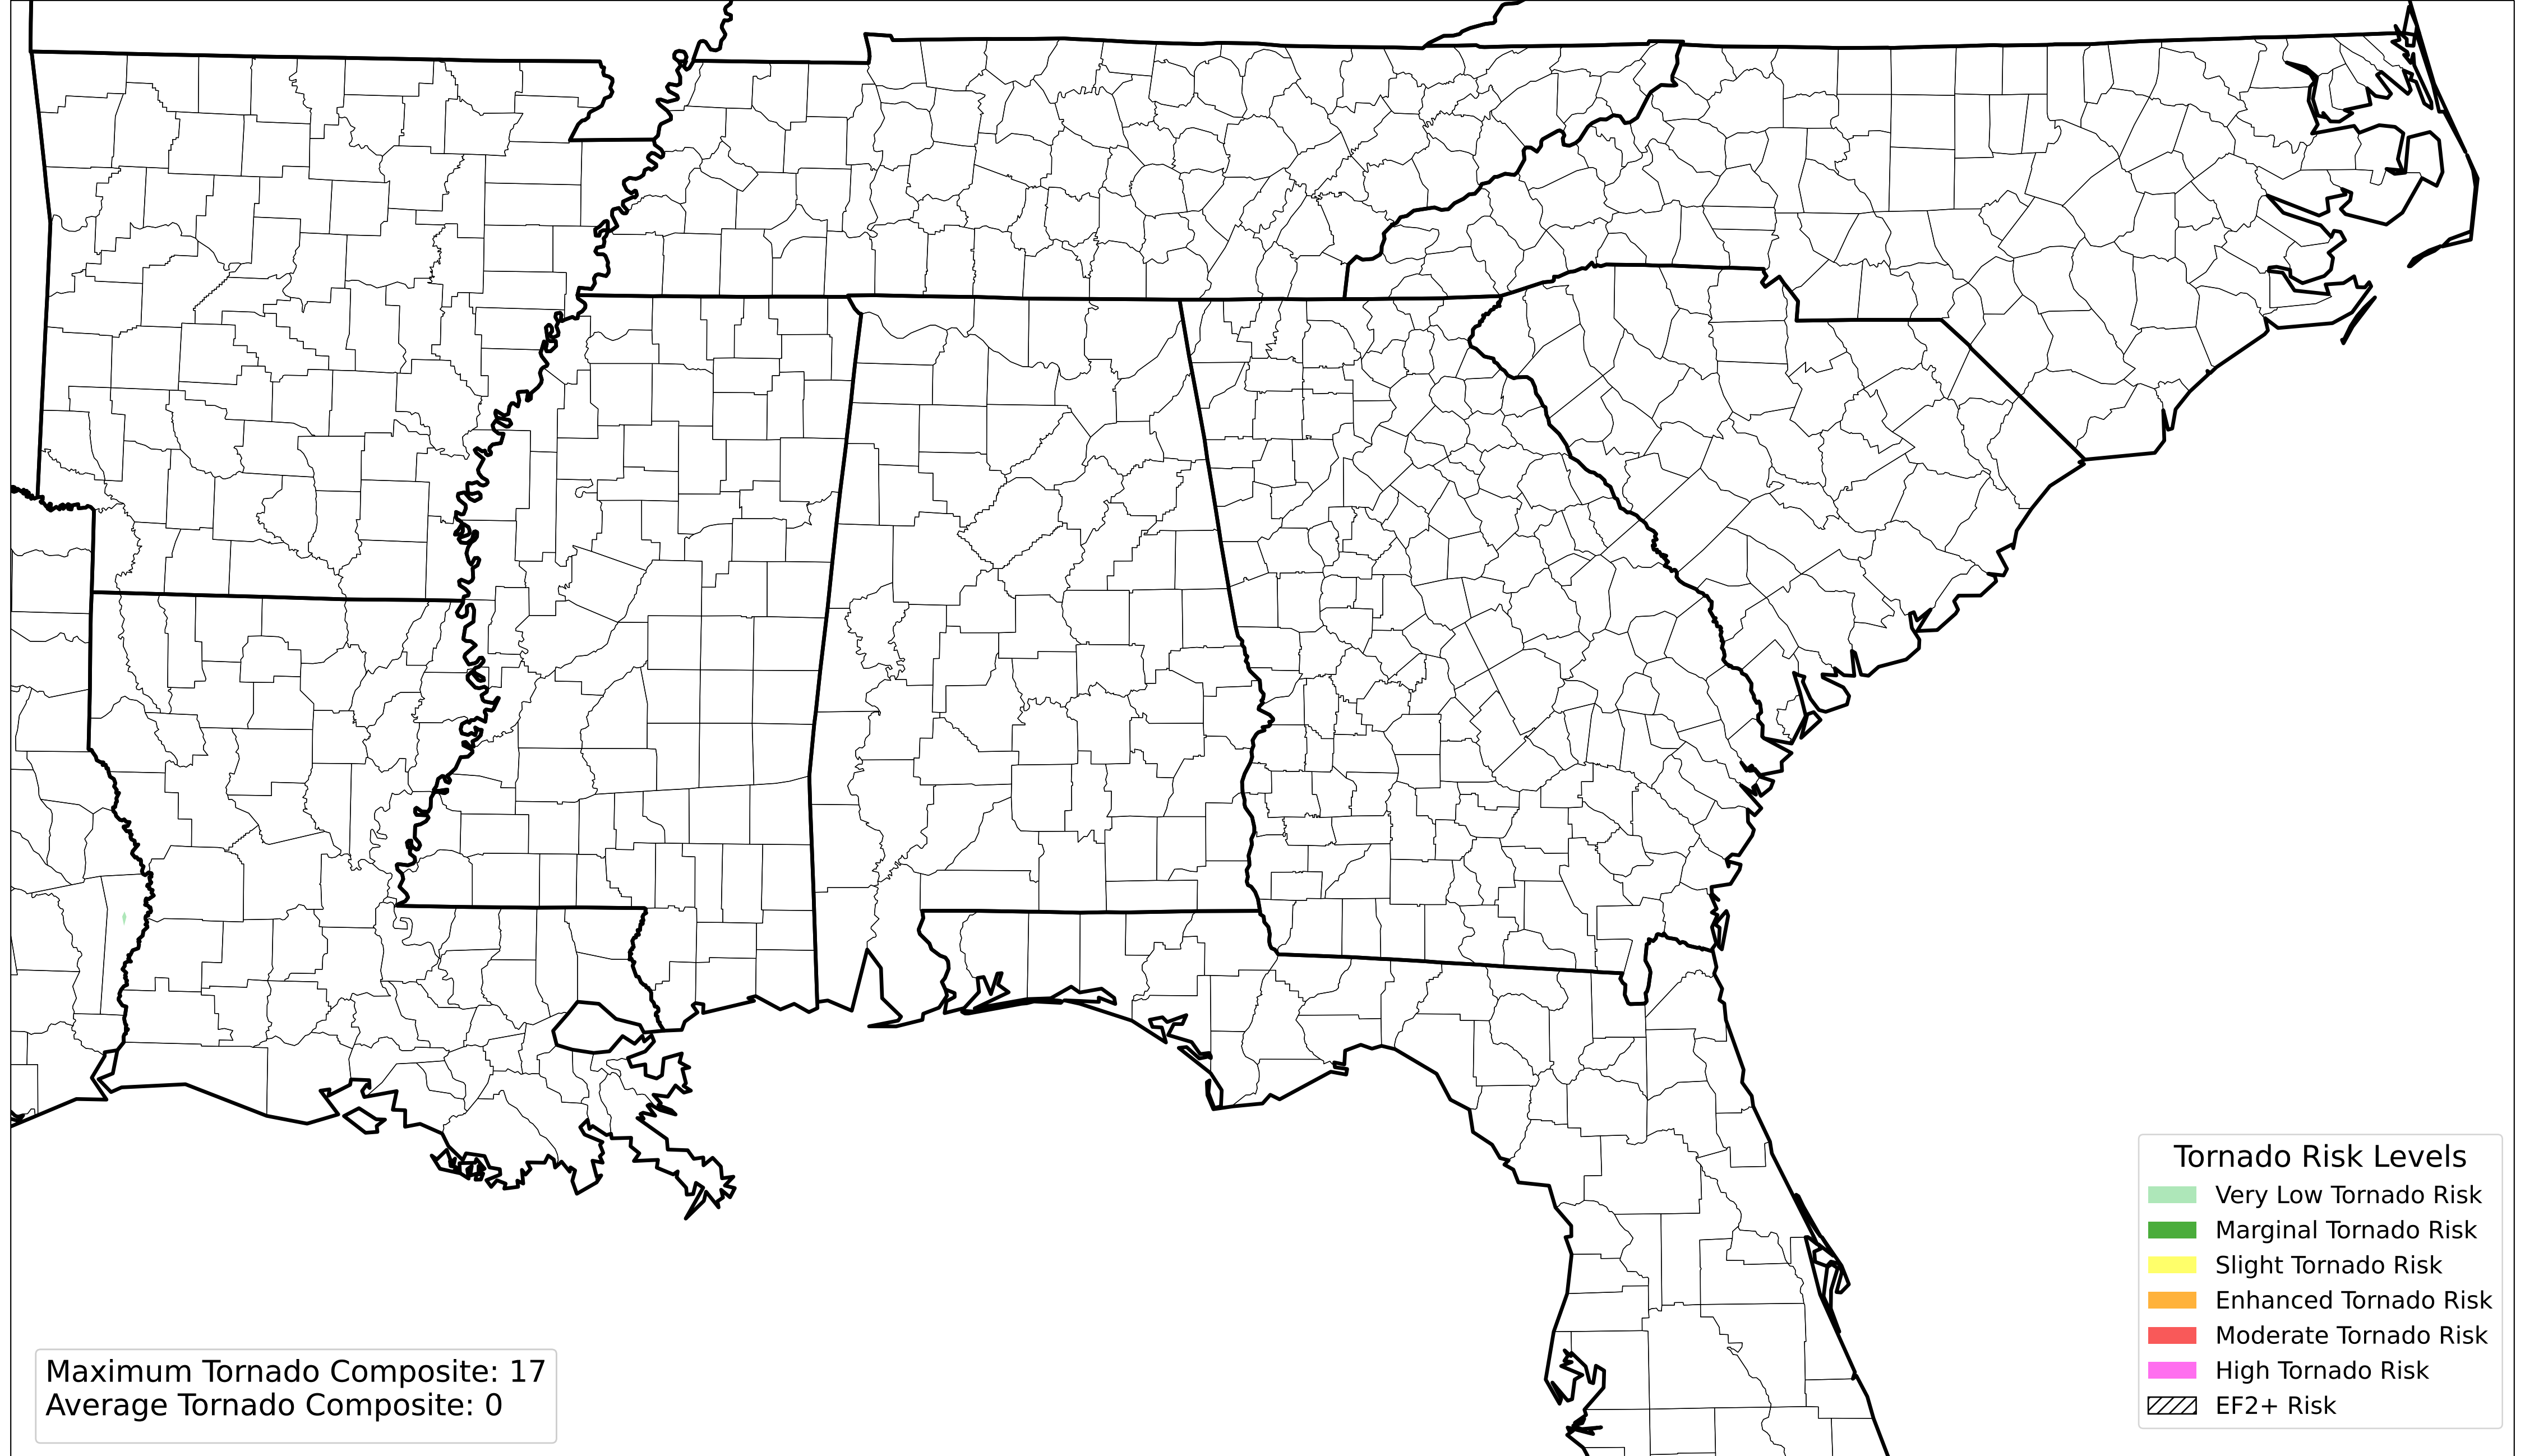 Tornado Risk Levels
Very Low Tornado Risk
Marginal Tornado Risk
Slight Tornado Risk
Enhanced Tornado Risk
Moderate Tornado Risk
High Tornado Risk
EF2+ Risk
Maximum Tornado Composite: 17
Average Tornado Composite: 0